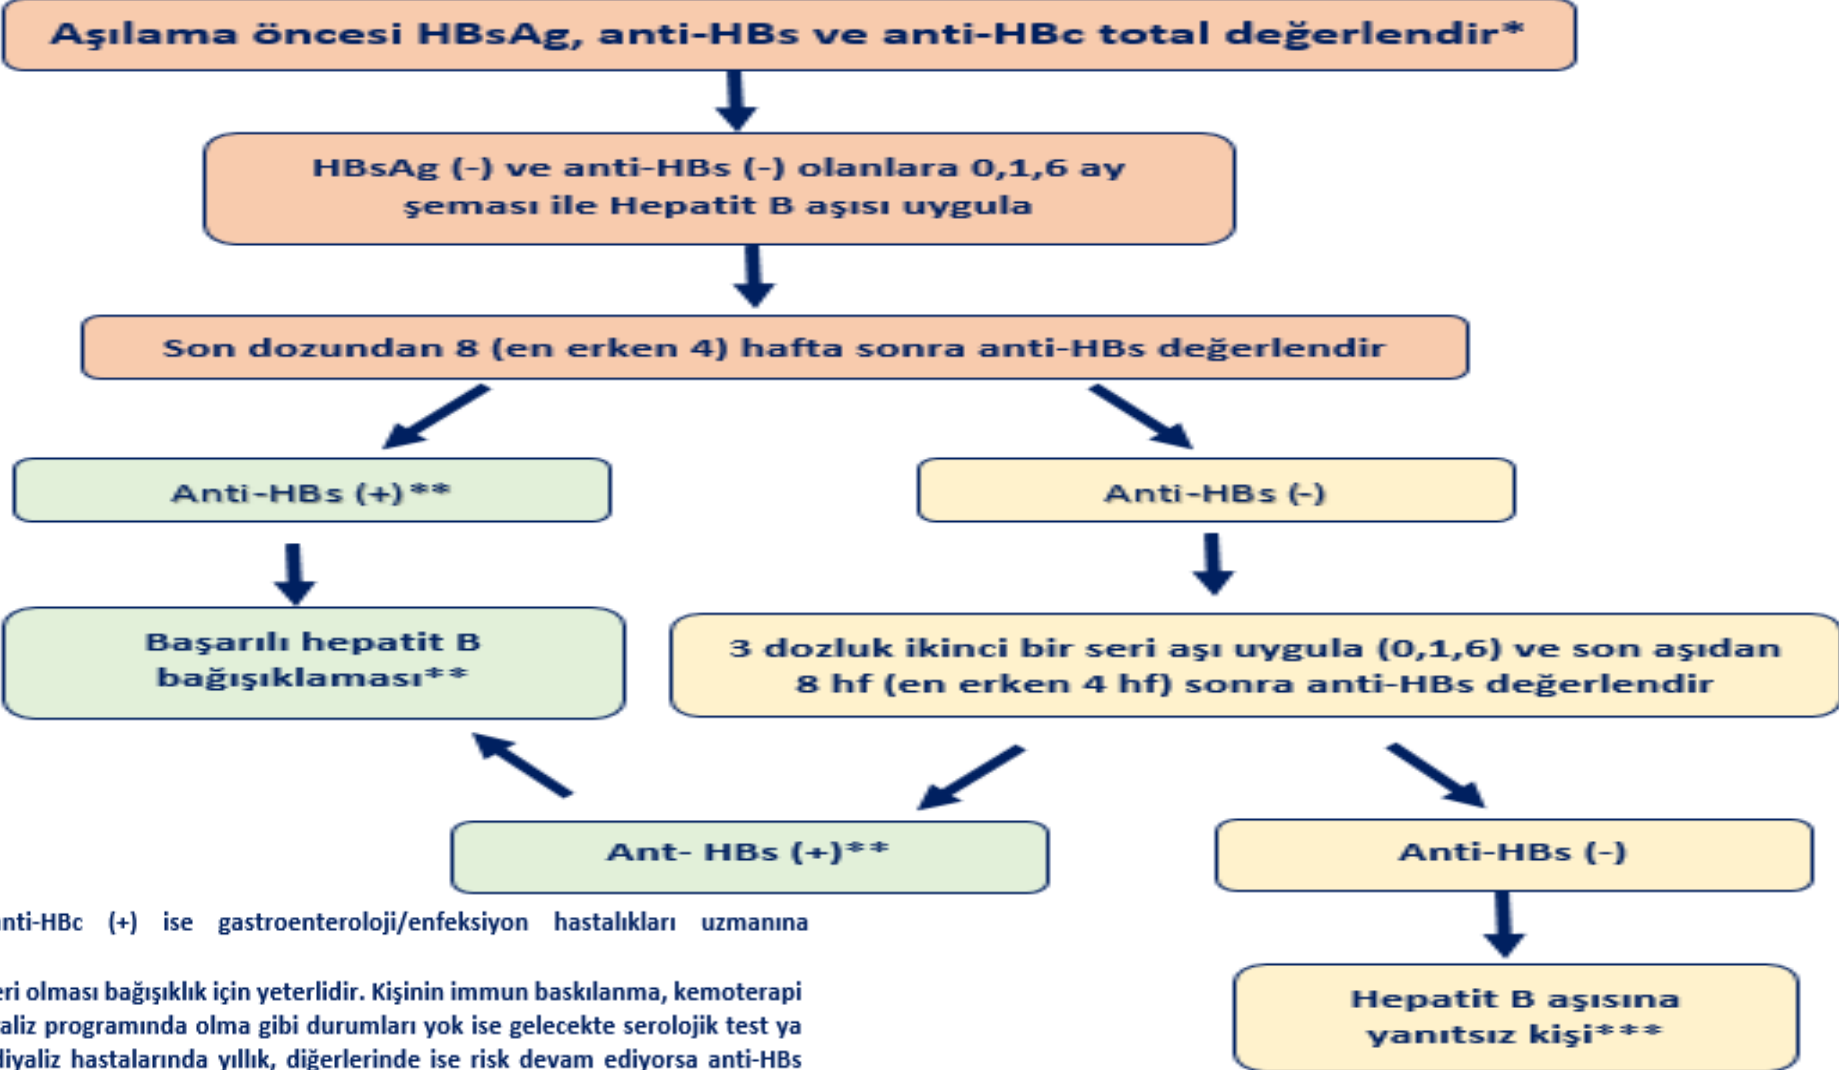 Aşılama öncesi HBsAg, anti-HBs ve anti-HBc total değerlendir*
HBsAg (-) ve anti-HBs (-) olanlara 0,1,6 ay
şeması ile Hepatit B aşısı uygula
Son dozundan 8 (en erken 4) hafta sonra anti-HBs değerlendir
Anti-HBs (+)**
Anti-HBs (-)
Başarılı hepatit B
bağışıklaması**
3 dozluk ikinci bir seri aşı uygula (0,1,6) ve son aşıdan
8 hf (en erken 4 hf) sonra anti-HBs değerlendir
Ant- HBs (+)**
Anti-HBs (-)
anti-HBc (+) ise gastroenteroloji/enfeksiyon hastalıkları uzmanına
olması bağışıklık için yeterlidir. Kişinin immun baskılanma, kemoterapi
programında olma gibi durumları yok ise gelecekte serolojik test ya
diyaliz hastalarında yıllık, diğerlerinde ise risk devam ediyorsa anti-HBs
Hepatit B aşısına
yanıtsız kişi***